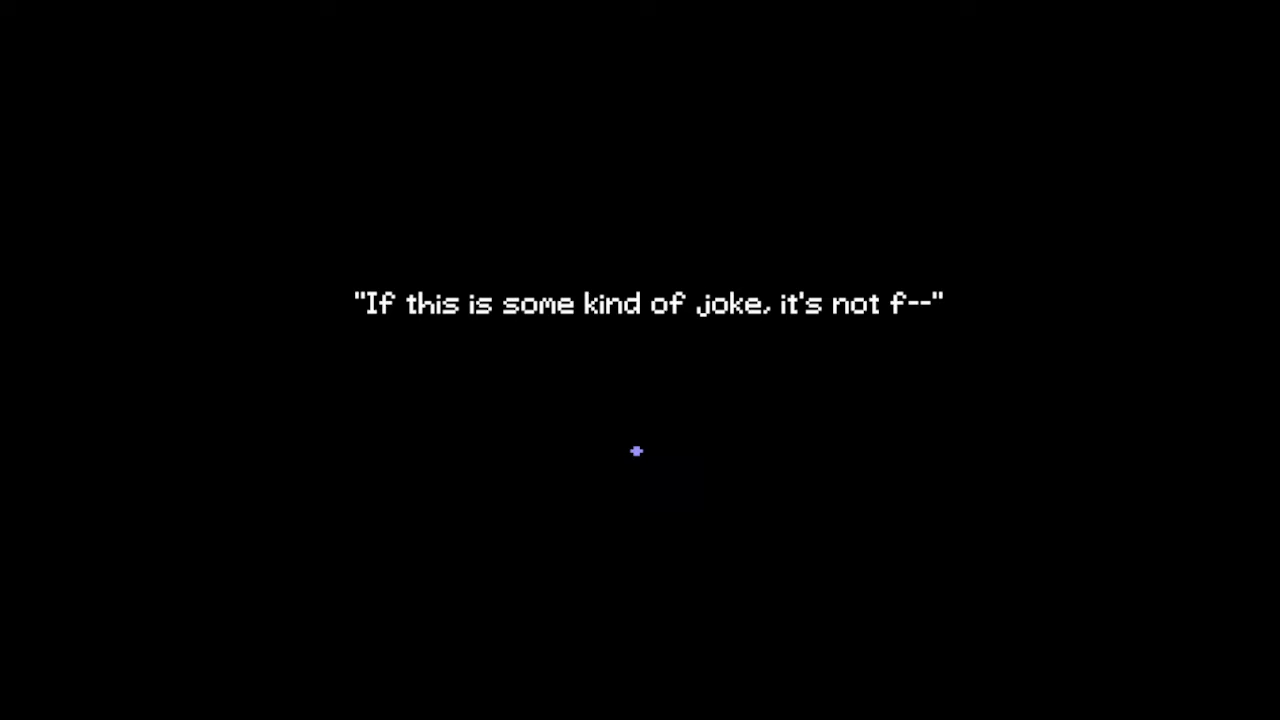 "If this is some kind of joke, it's not f--"